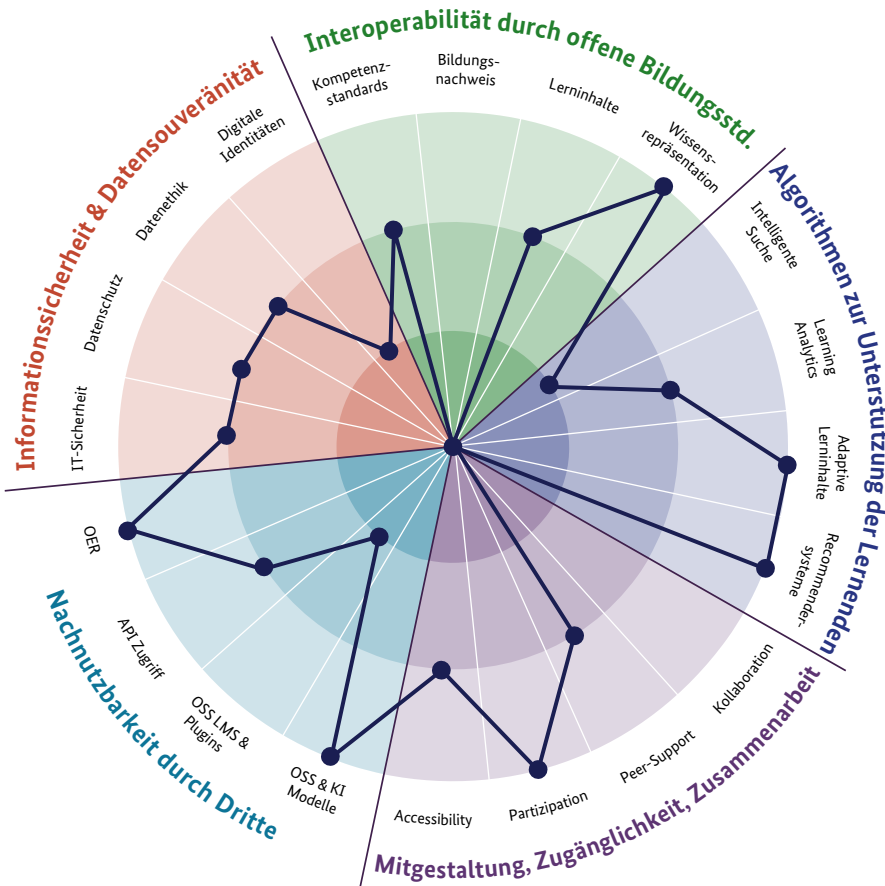 Interoperabilität durch offene Bildungsstd.
Kompetenz-
standards
Bildungs-
nachweis
Lerninhalte
Wissens-
repräsentation
Algorithmen zur Unterstützung der Lernenden
Intelligente
Suche
Learning
Analytics
Adaptive
Lerninhalte
Recommender-
systeme
Mitgestaltung, Zugänglichkeit, Zusammenarbeit
Kollaboration
Peer-Support
Partizipation
Accessibility
Nachnutzbarkeit durch Dritte
OSS & KI
Modelle
OSS LMS &
Plugins
API Zugriff
OER
Informationssicherheit & Datensouveränität
IT-Sicherheit
Datenschutz
Datenethik
Digitale
Identitäten